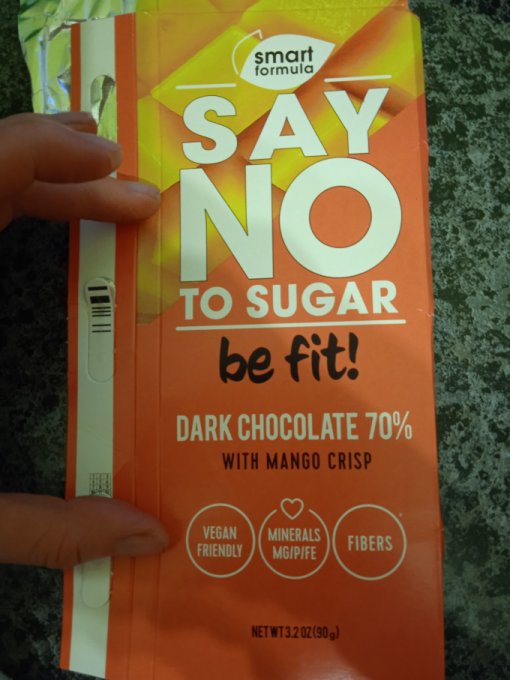 smart
formula
SAY
NO
TO SUGAR
be fit!
DARK CHOCOLATE 70%
WITH MANGO CRISP
VEGAN
FRIENDLY
MINERALS
MG/P/FE
FIBERS*
NET WT 3.2 OZ (90 g)